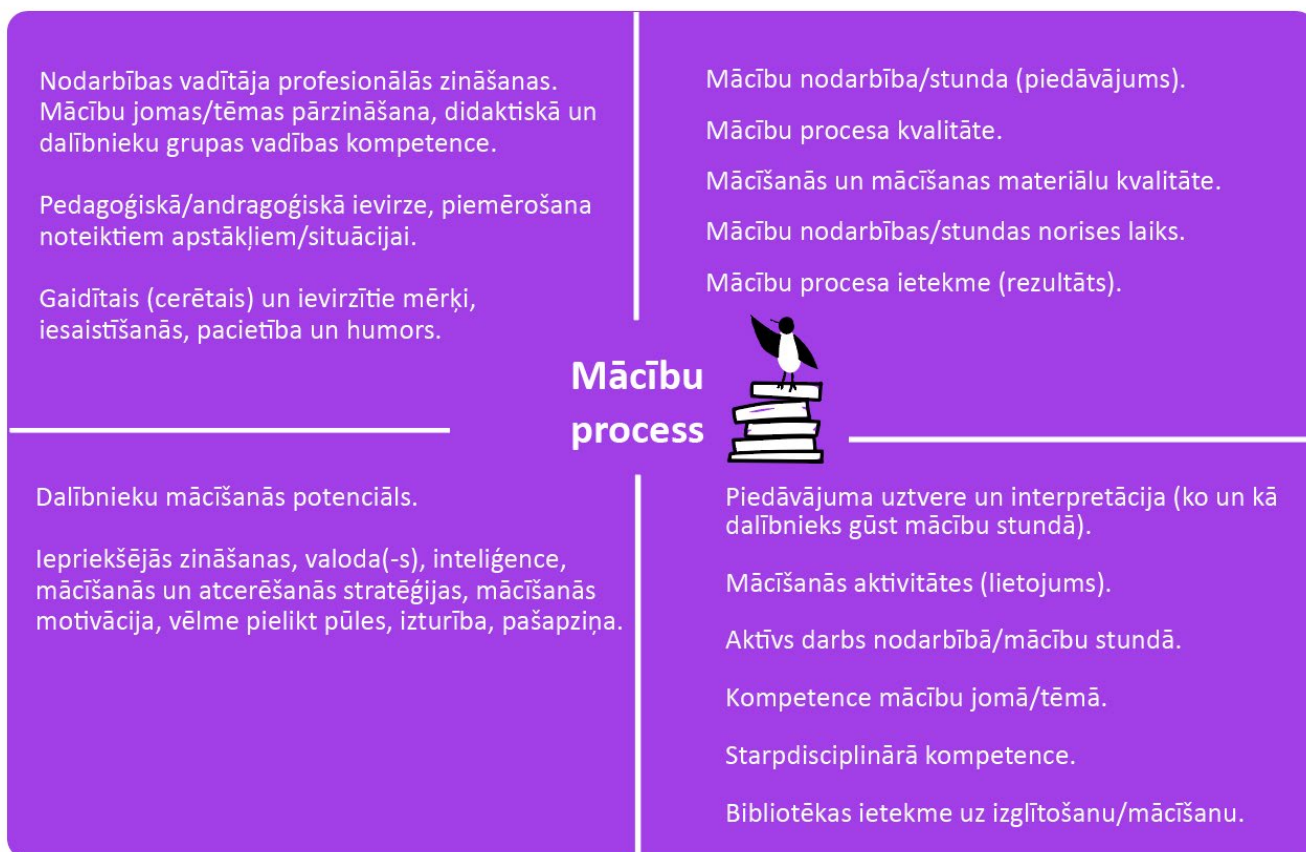 Nodarbības vadītāja profesionālās zināšanas.
Mācību jomas/tēmas pārzināšana, didaktiskā un
dalībnieku grupas vadības kompetence.
Pedagoģiskā/andragoģiskā ievirze, piemērošana
noteiktiem apstākļiem/situācijai.
Gaidītais (cerētais) un ievirzītie mērķi,
iesaistīšanās, pacietība un humors.
Mācību nodarbība/stunda (piedāvājums).
Mācību procesa kvalitāte.
Mācīšanās un mācīšanas materiālu kvalitāte.
Mācību nodarbības/stundas norises laiks.
Mācību procesa ietekme (rezultāts).
Mācību
process
Dalībnieku mācīšanās potenciāls.
Iepriekšējās zināšanas, valoda(-s), inteliģence,
mācīšanās un atcerēšanās stratēģijas, mācīšanās
motivācija, vēlme pielikt pūles, izturība, pašapziņa.
Piedāvājuma uztvere un interpretācija (ko un kā
dalībnieks gūst mācību stundā).
Mācīšanās aktivitātes (lietojums).
Aktīvs darbs nodarbībā/mācību stundā.
Kompetence mācību jomā/tēmā.
Starpdisciplinārā kompetence.
Bibliotēkas ietekme uz izglītošanu/mācīšanu.